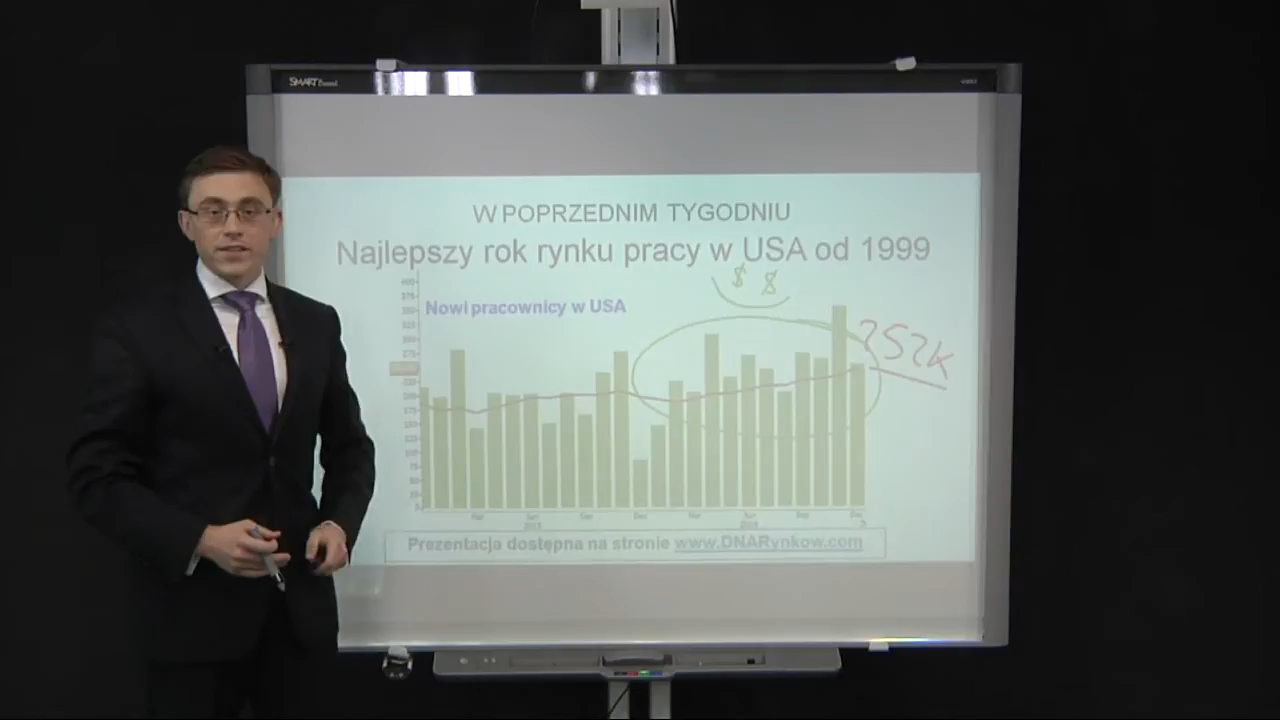 SMART Board
W POPRZEDNIM TYGODNIU
Najlepszy rok rynku pracy w USA od 1999
$ $
Nowi pracownicy w USA
252K
Prezentacja dostępna na stronie www.DNARynkow.com